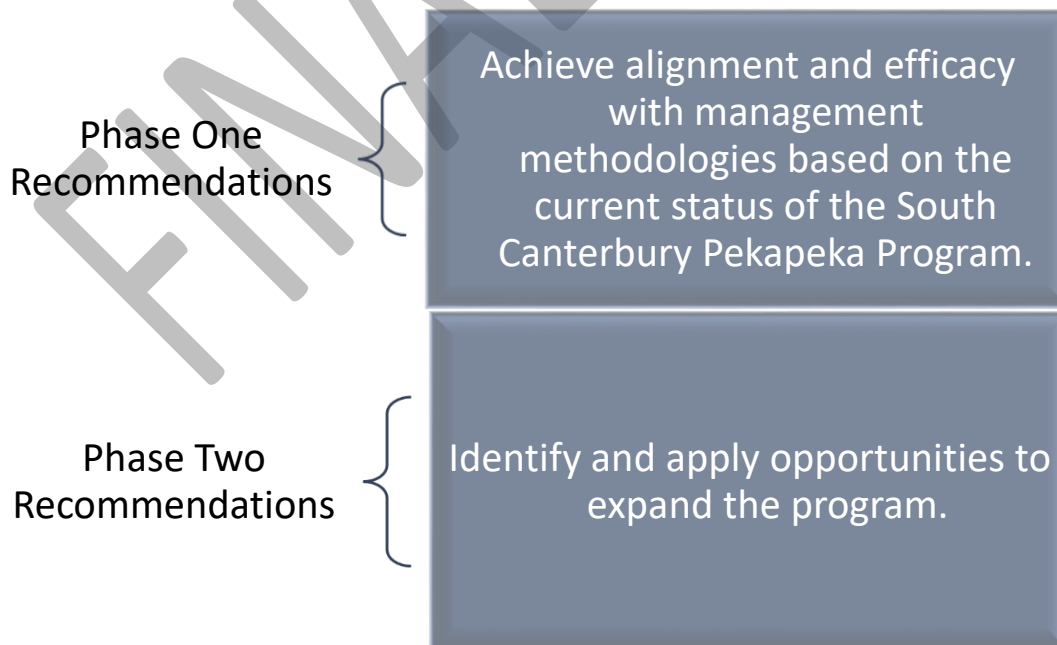 Phase One
Recommendations
Achieve alignment and efficacy
with management
methodologies based on the
current status of the South
Canterbury Pekapeka Program.
Phase Two
Recommendations
Identify and apply opportunities to
expand the program.